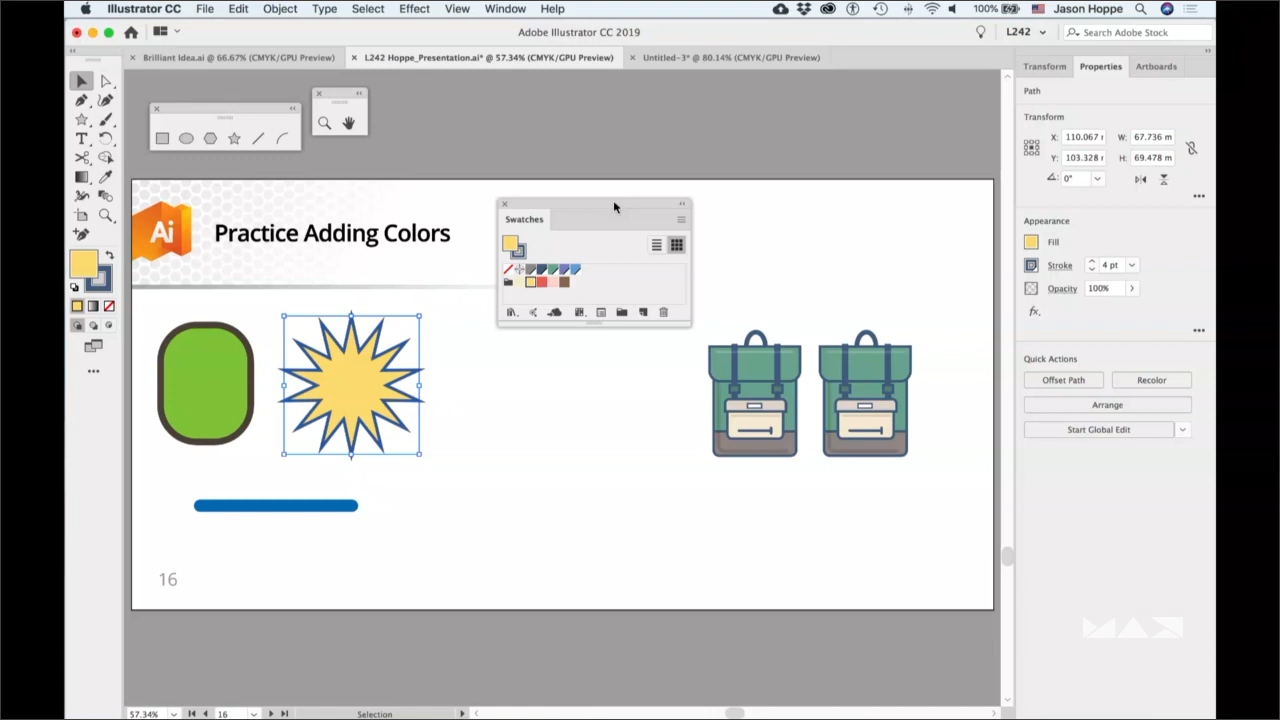 Illustrator CC File Edit Object Type Select Effect View Window Help 100% Jason Hoppe
Adobe Illustrator CC 2019 L242 Search Adobe Stock
Brilliant Idea.ai @ 66.67% (CMYK/GPU Preview) L242 Hoppe_Presentation.ai* @ 57.34% (CMYK/GPU Preview) Untitled-3* @ 80.14% (CMYK/GPU Preview)
Transform Properties Artboards
Path
Transform
X: 110.067 W: 67.736 m
Y: 103.328 H: 69.478 m
0°
Ai Practice Adding Colors
Swatches
Appearance
Fill
Stroke 4 pt
Opacity 100%
fx.
Quick Actions
Offset Path Recolor
Arrange
Start Global Edit
16
MAX
57.34% 16 Selection